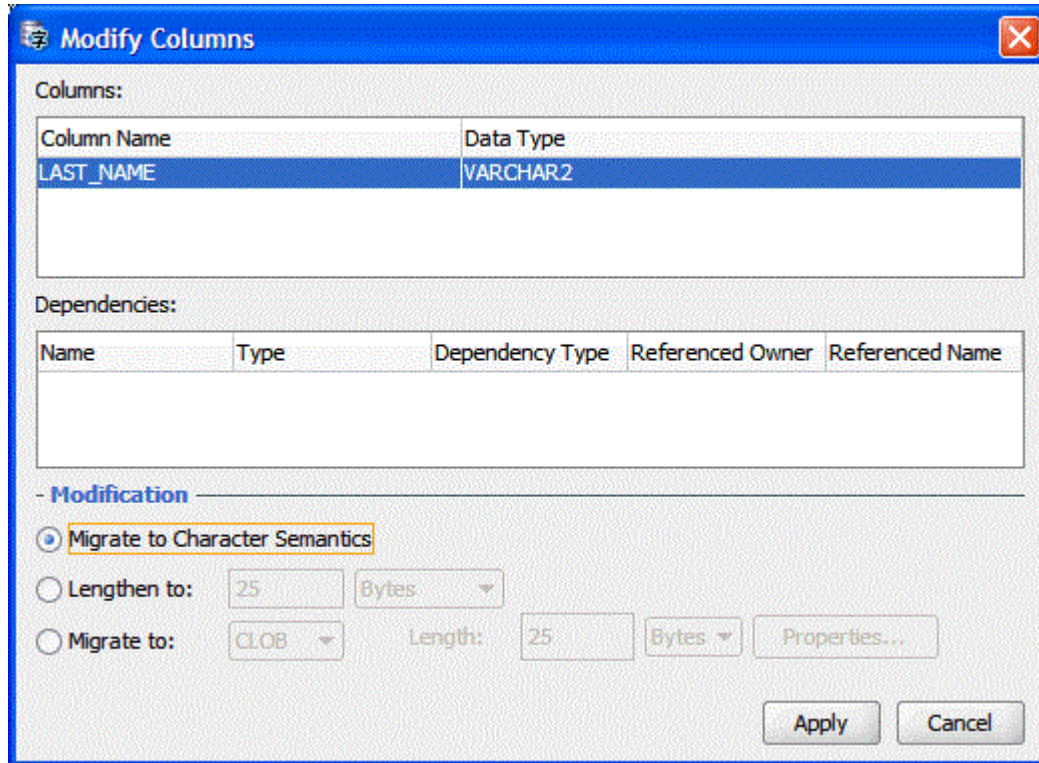 字 Modify Columns
Columns:
Column Name Data Type
LAST_NAME VARCHAR2
Dependencies:
Name Type Dependency Type Referenced Owner Referenced Name
- Modification
Migrate to Character Semantics
Lengthen to: 25 Bytes
Migrate to: CLOB Length: 25 Bytes Properties...
Apply Cancel